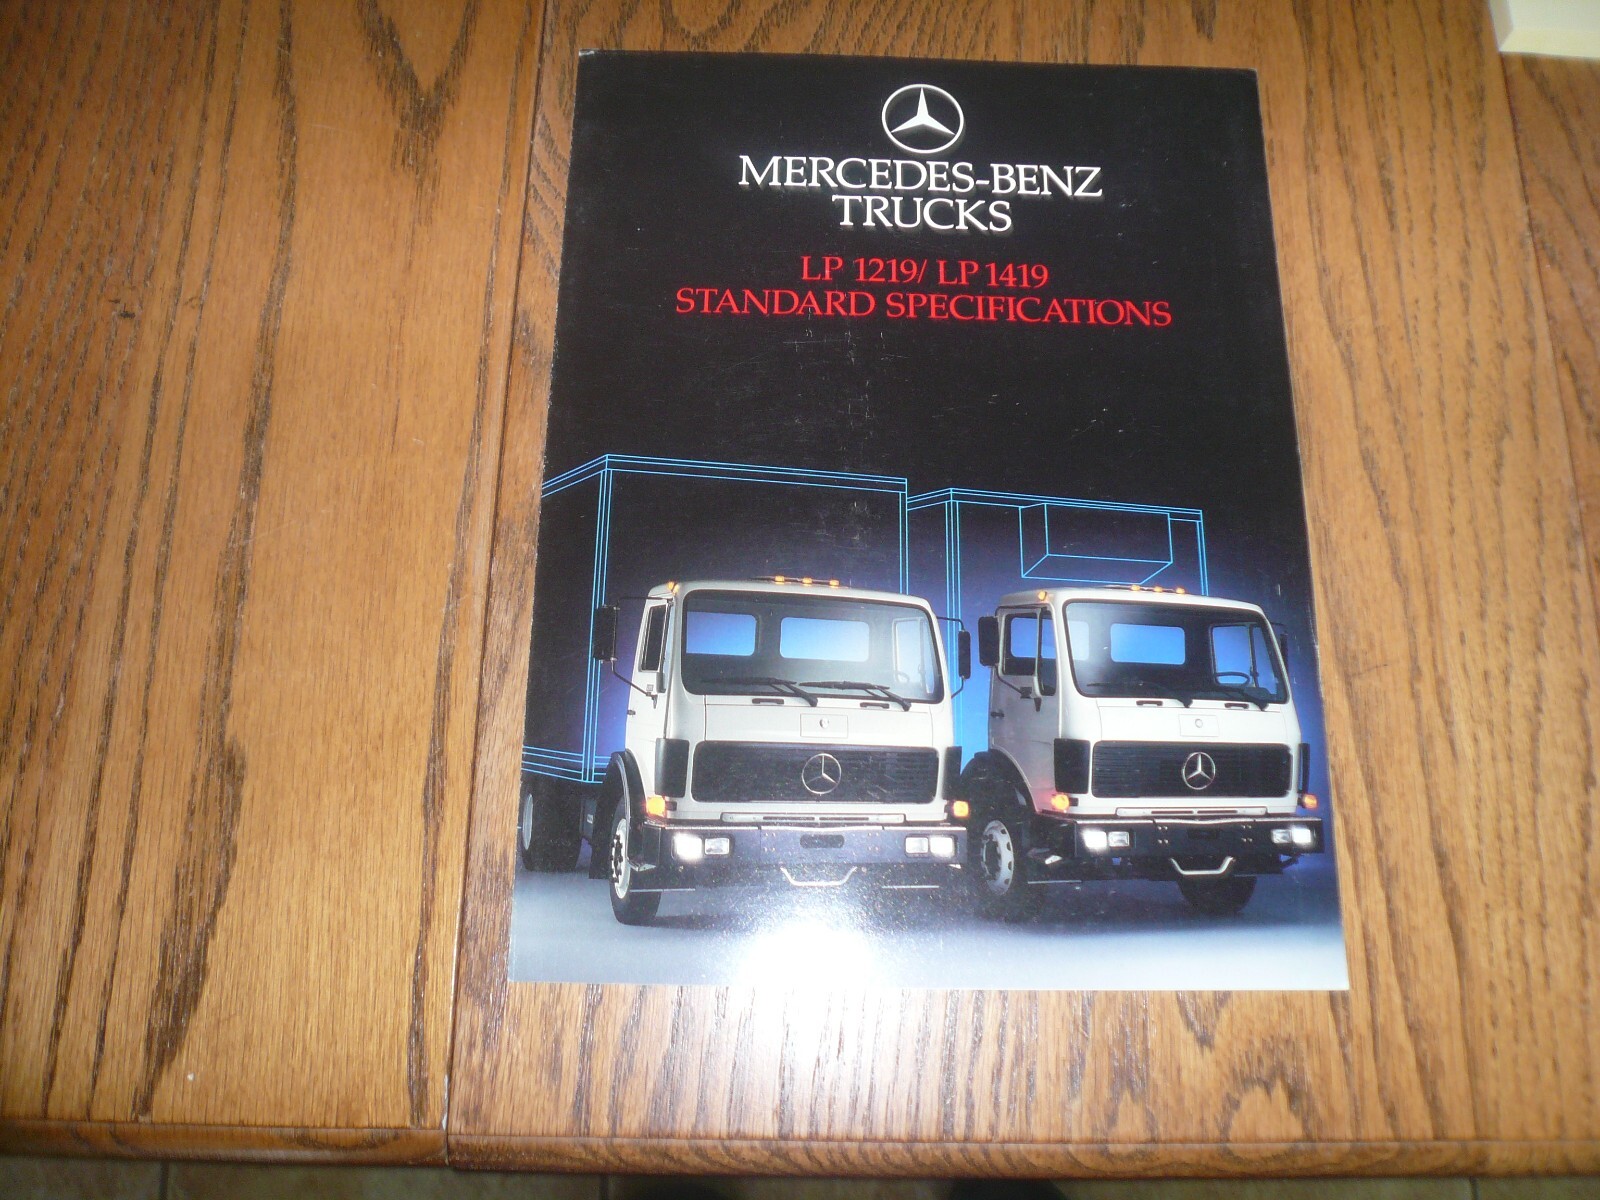 MERCEDES-BENZ
TRUCKS
LP 1219/ LP 1419
STANDARD SPECIFICATIONS